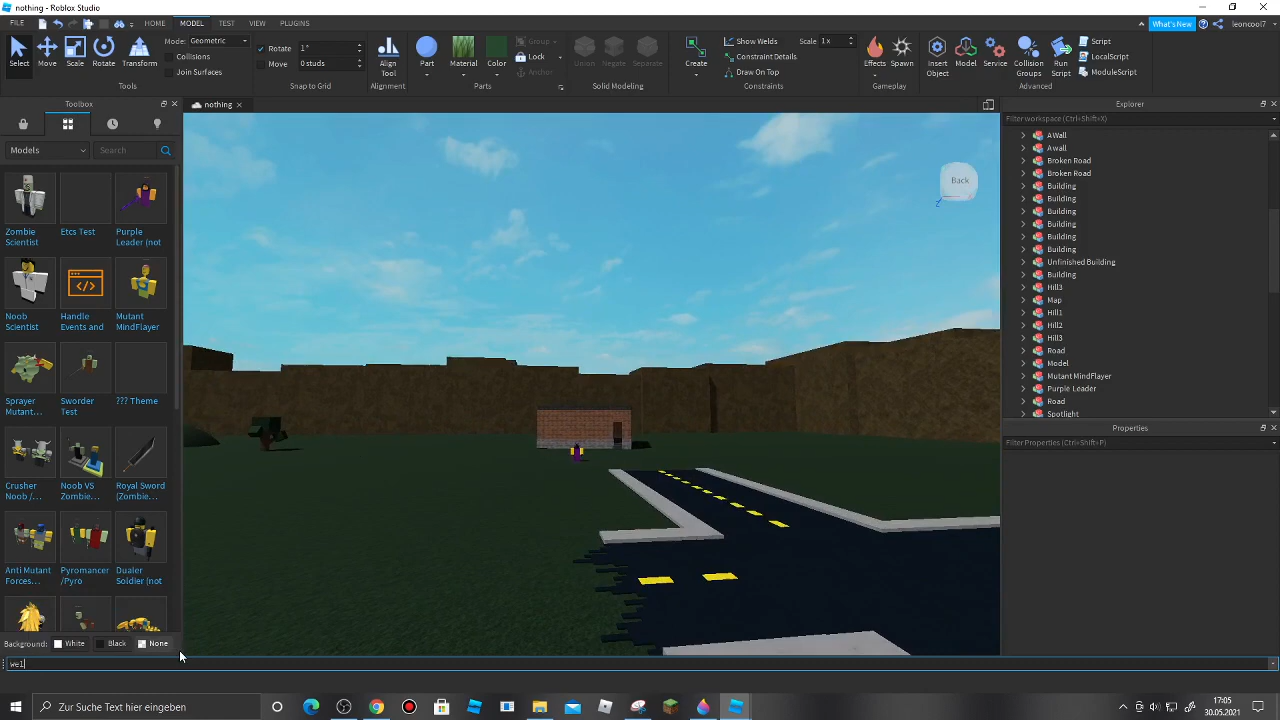 nothing - Roblox Studio
FILE HOME MODEL TEST VIEW PLUGINS What's New leoncool7
Select Move Scale Rotate Transform
Mode: Geometric
Collisions
Join Surfaces
Tools
Rotate 1°
Move 0 studs
Snap to Grid
Align Tool
Alignment
Part Material Color
Group
Lock
Anchor
Parts
Union Negate Separate
Solid Modeling
Create
Show Welds
Constraint Details
Draw On Top
Scale 1 x
Constraints
Effects Spawn
Gameplay
Insert Object Model Service Collision Groups Run Script
Script
LocalScript
ModuleScript
Advanced
Toolbox
nothing
Models Search
Zombie Scientist
Etcs Test
Purple Leader (not
Noob Scientist
Handle Events and
Mutant MindFlayer
Sprayer Mutant...
Sworder Test
??? Theme
Crusher Noob /...
Noob VS Zombie...
Royal Sword (Zombie...
Anti Mutant Forces...
Pyromancer /Pyro
Dualer Soldier (not
Background: White Black None
wel
Back
Z
Explorer
Filter workspace (Ctrl+Shift+X)
AWall
Awall
Broken Road
Broken Road
Building
Building
Building
Building
Building
Building
Unfinished Building
Building
Hill3
Map
Hill1
Hill2
Hill3
Road
Model
Mutant MindFlayer
Purple Leader
Road
Spotlight
Properties
Filter Properties (Ctrl+Shift+P)
Zur Suche Text hier eingeben
17:05
30.05.2021